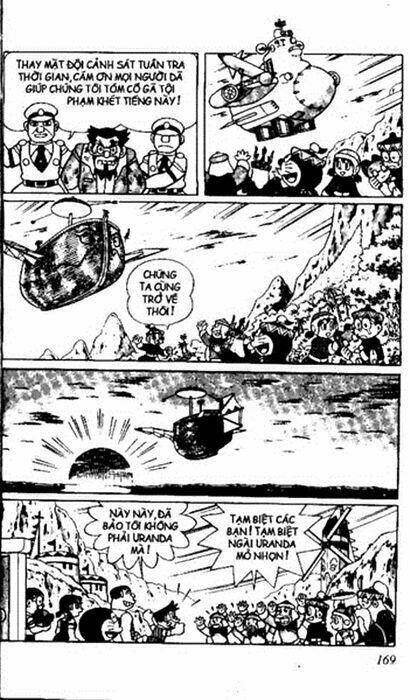 THAY MẶT ĐỘI CẢNH SÁT TUẦN TRA
THỜI GIAN, CẢM ƠN MỌI NGƯỜI ĐÃ
GIÚP CHÚNG TÔI TÓM CỔ GÃ TỘI
PHẠM KHÉT TIẾNG NÀY!
CHÚNG
TA CŨNG
TRỞ VỀ
THÔI!
NÀY NÀY, ĐÃ
BẢO TÔI KHÔNG
PHẢI URANDA
MÀ!
TẠM BIỆT CÁC
BẠN! TẠM BIỆT
NGÀI URANDA
MỎ NHỌN!
169